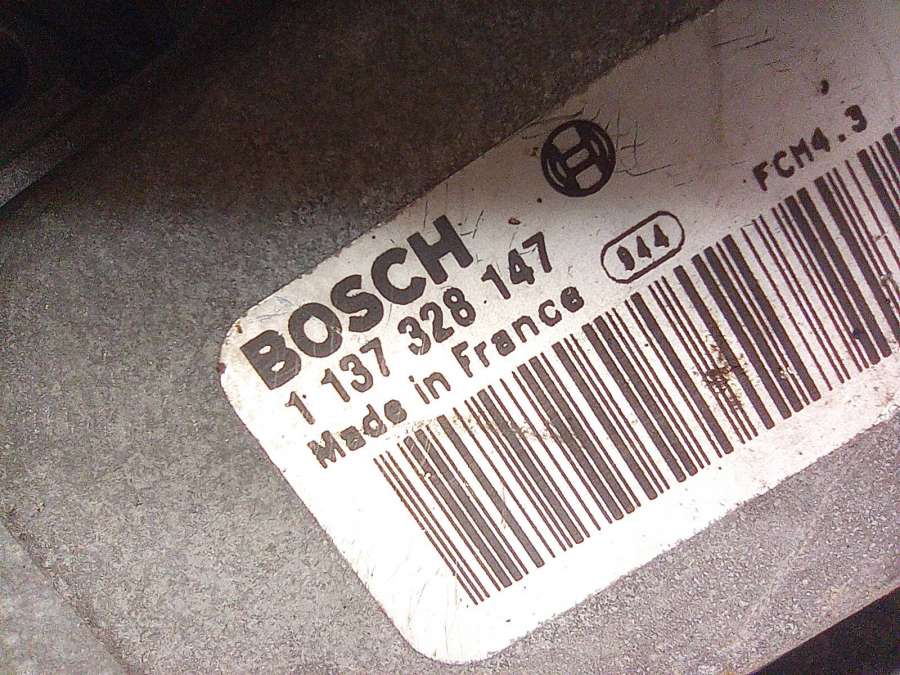 BOSCH
1 137 328 147
944
FCM4.3
Made in France